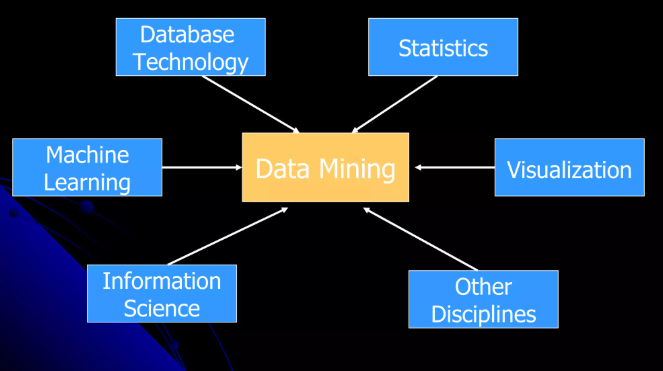 Database
Technology
Statistics
Machine
Learning
Data Mining
Visualization
Information
Science
Other
Disciplines